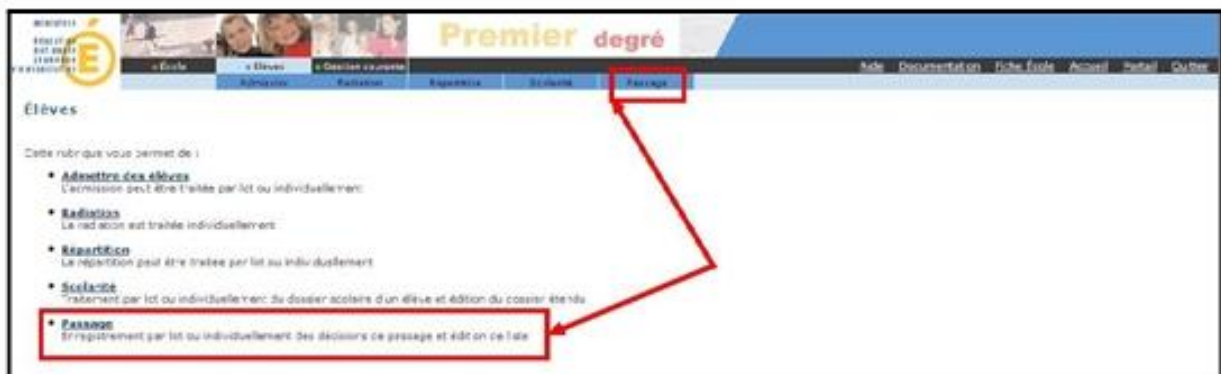 Premier degré
École
Élèves
Gestion courante
Aide Documentation Fiche École Accueil Portail Quitter
Admission Radiation Répartition Scolarité Passage
Élèves
Cette rubrique vous permet de :
Admettre des élèves
L'admission peut être traitée par lot ou individuellement
Radiation
La radiation est traitée individuellement
Répartition
La répartition peut être traitée par lot ou individuellement
Scolarité
Traitement par lot ou individuellement du dossier scolaire d'un élève et édition du dossier étendu
Passage
Enregistrement par lot ou individuellement des décisions de passage et édition de liste